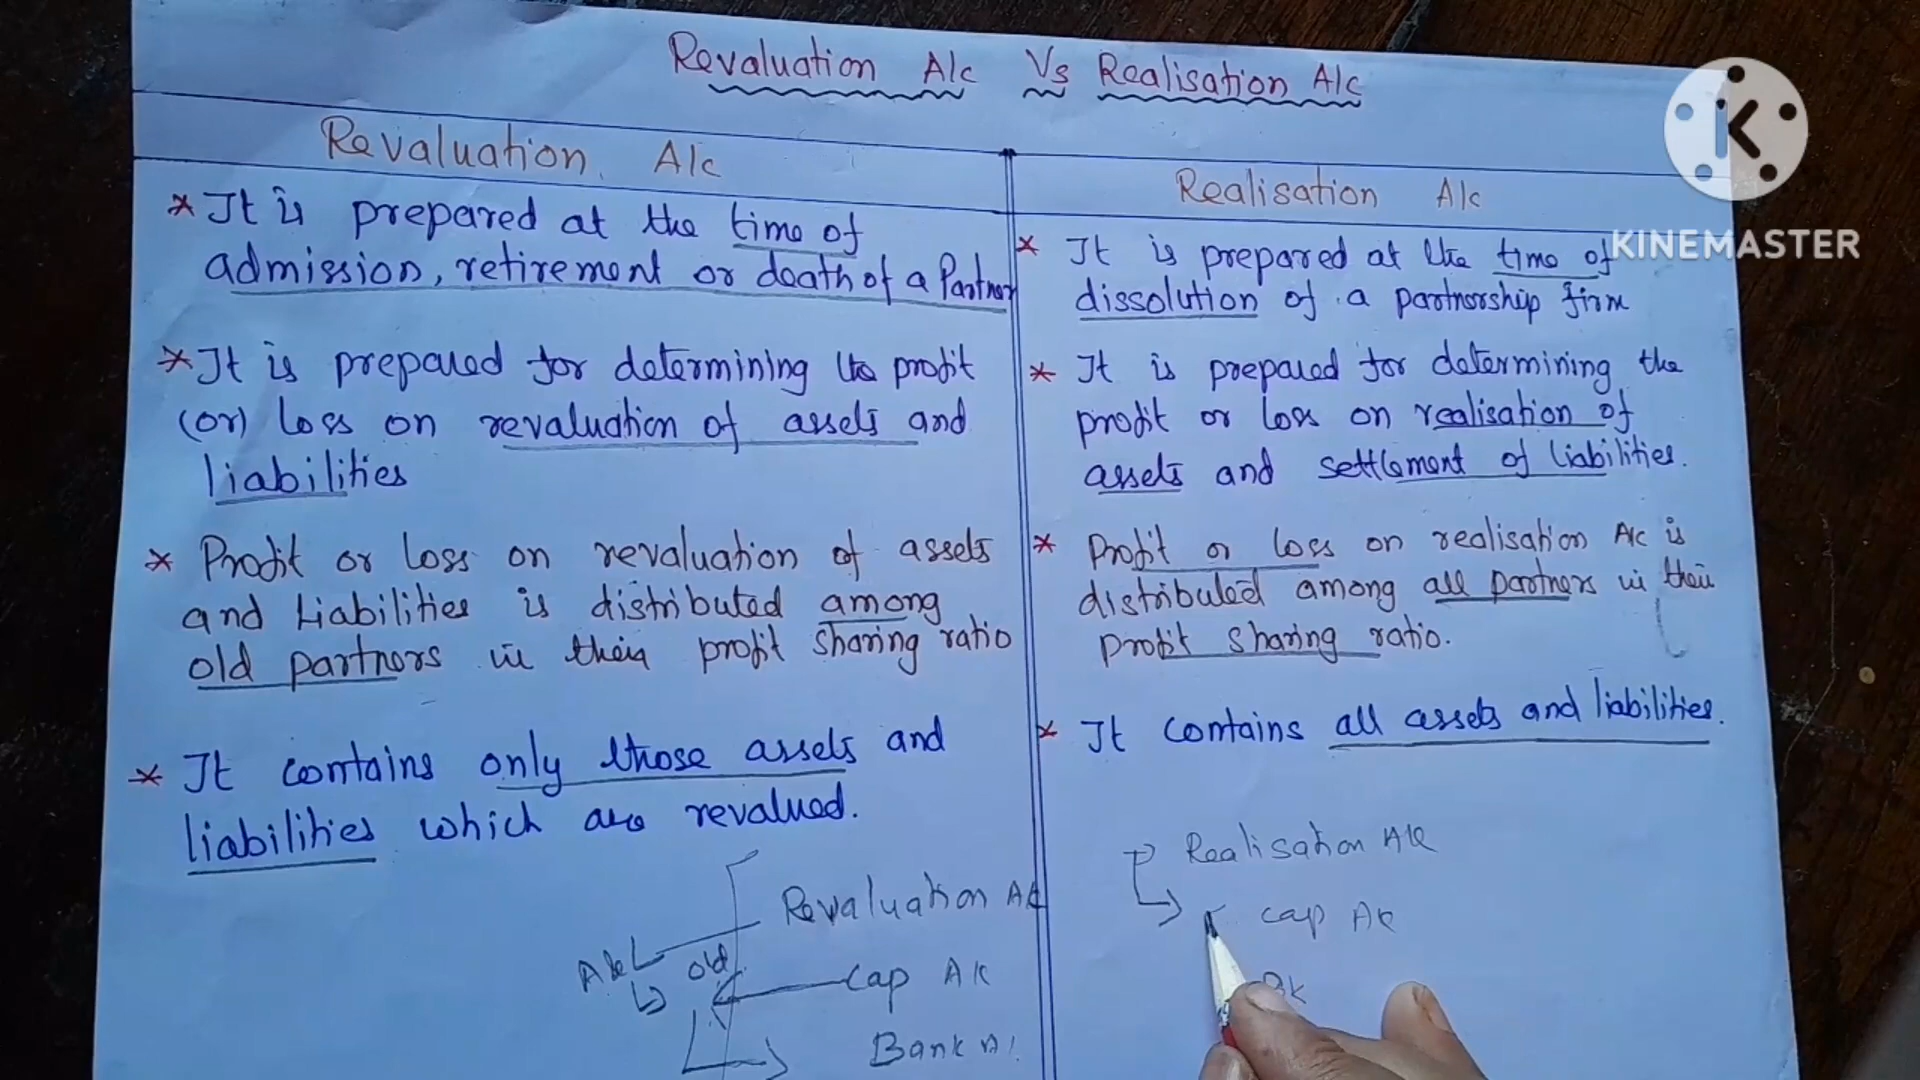 Revaluation A/c Vs Realisation A/c
Revaluation A/c
* It is prepared at the time of
admission, retirement or death of a Partner
* It is prepared for determining the profit
(or) loss on revaluation of assets and
liabilities
* Profit or loss on revaluation of assets
and Liabilities is distributed among
old partners in their profit sharing ratio
* It contains only those assets and
liabilities which are revalued.
Revaluation A/c
old
Cap A/c
Bank A/
Realisation A/c
* It is prepared at the time of
dissolution of a partnership firm
* It is prepared for determining the
profit or loss on realisation of
assets and settlement of liabilities.
* Profit or loss on realisation A/c is
distributed among all partners in their
profit sharing ratio.
* It contains all assets and liabilities.
Realisation A/c
Cap A/c
K
KINEMASTER